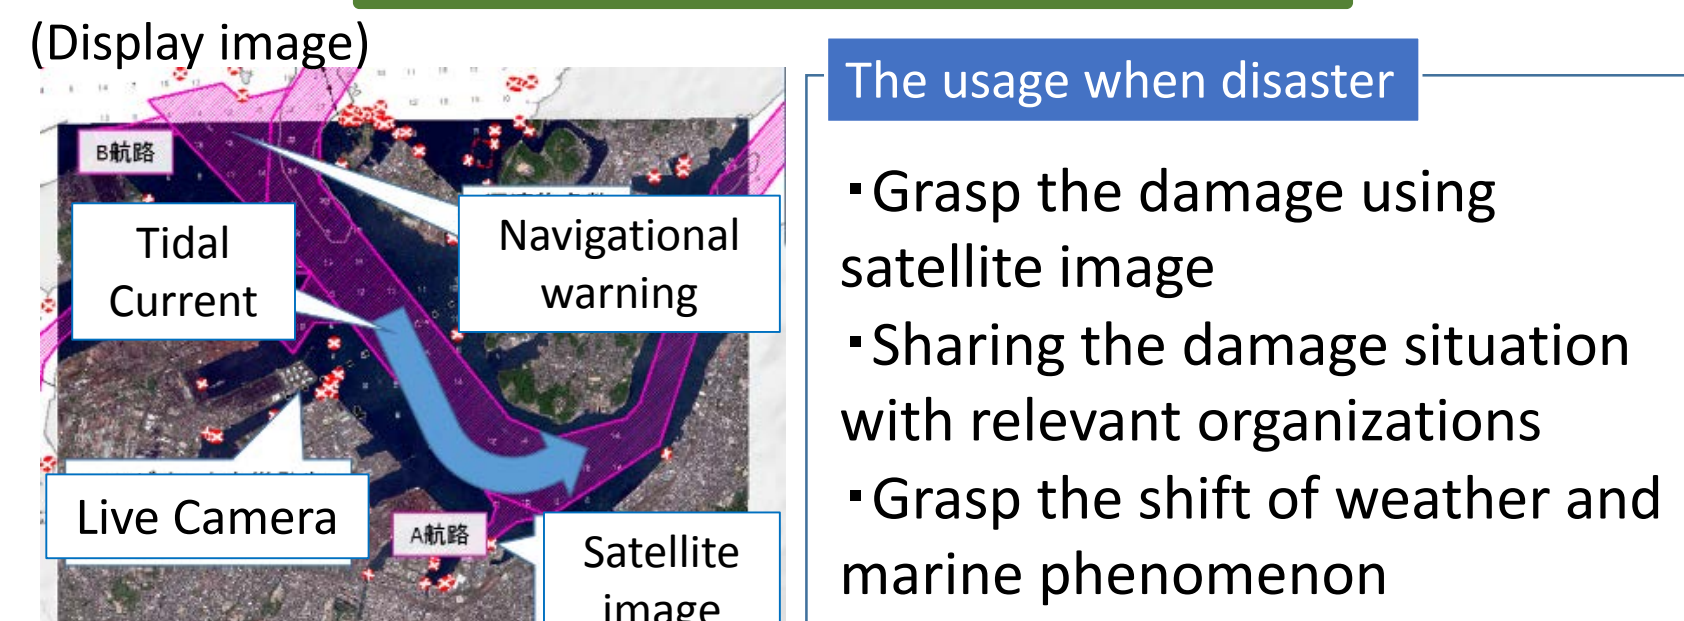 (Display image)
B航路
Tidal
Current
Navigational
warning
Live Camera
A航路
Satellite
image
The usage when disaster
･Grasp the damage using
satellite image
･Sharing the damage situation
with relevant organizations
･Grasp the shift of weather and
marine phenomenon